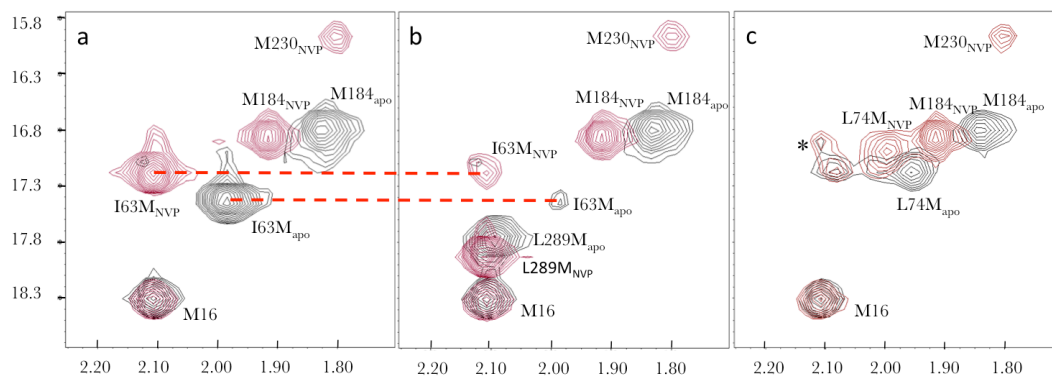 15.8
16.3
16.8
17.3
17.8
18.3
a
M230NVP
M184NVP
M184apo
I63MNVP
I63Mapo
M16
2.20
2.10
2.00
1.90
1.80
b
M230NVP
M184NVP
M184apo
I63MNVP
I63Mapo
L289Mapo
L289MNVP
M16
2.20
2.10
2.00
1.90
1.80
c
M230NVP
M184NVP
M184apo
L74MNVP
*
L74Mapo
M16
2.20
2.10
2.00
1.90
1.80